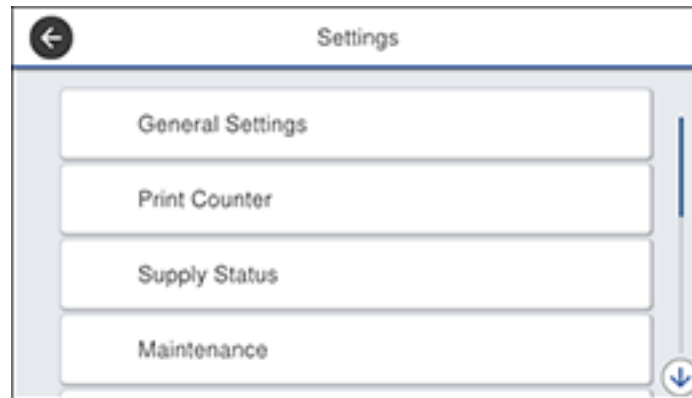 Settings
General Settings
Print Counter
Supply Status
Maintenance